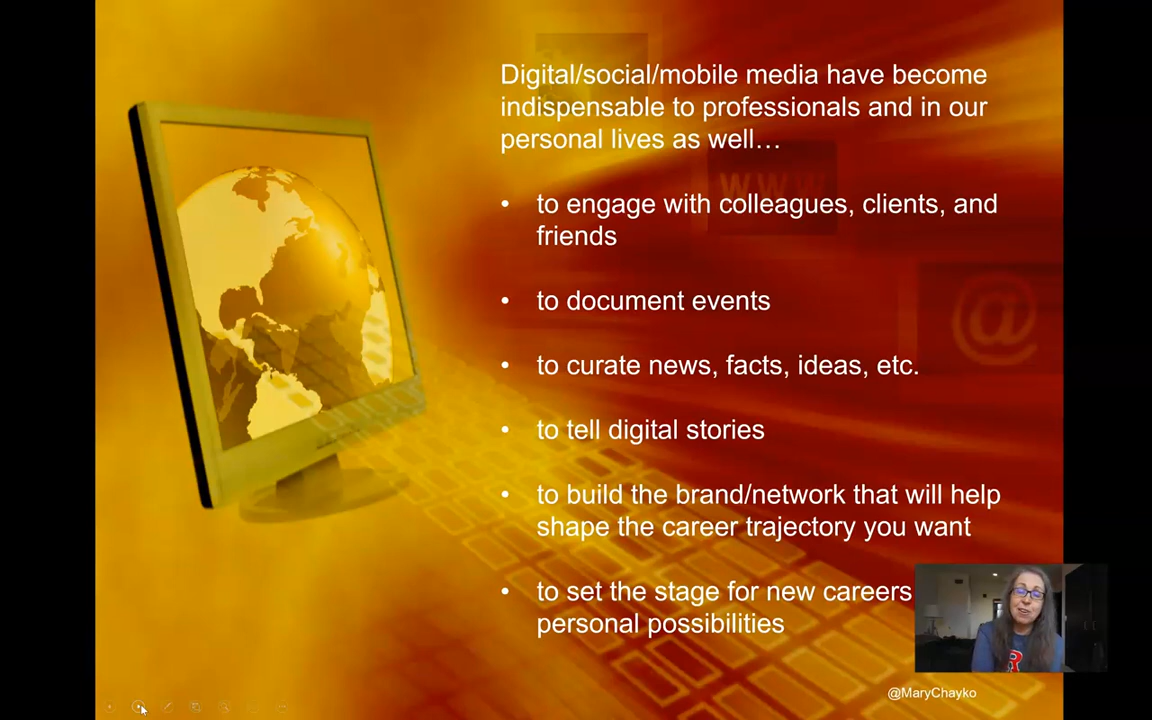 Digital/social/mobile media have become
indispensable to professionals and in our
personal lives as well…
• to engage with colleagues, clients, and
friends
• to document events
• to curate news, facts, ideas, etc.
• to tell digital stories
• to build the brand/network that will help
shape the career trajectory you want
• to set the stage for new careers
personal possibilities
www
@
R
@MaryChayko